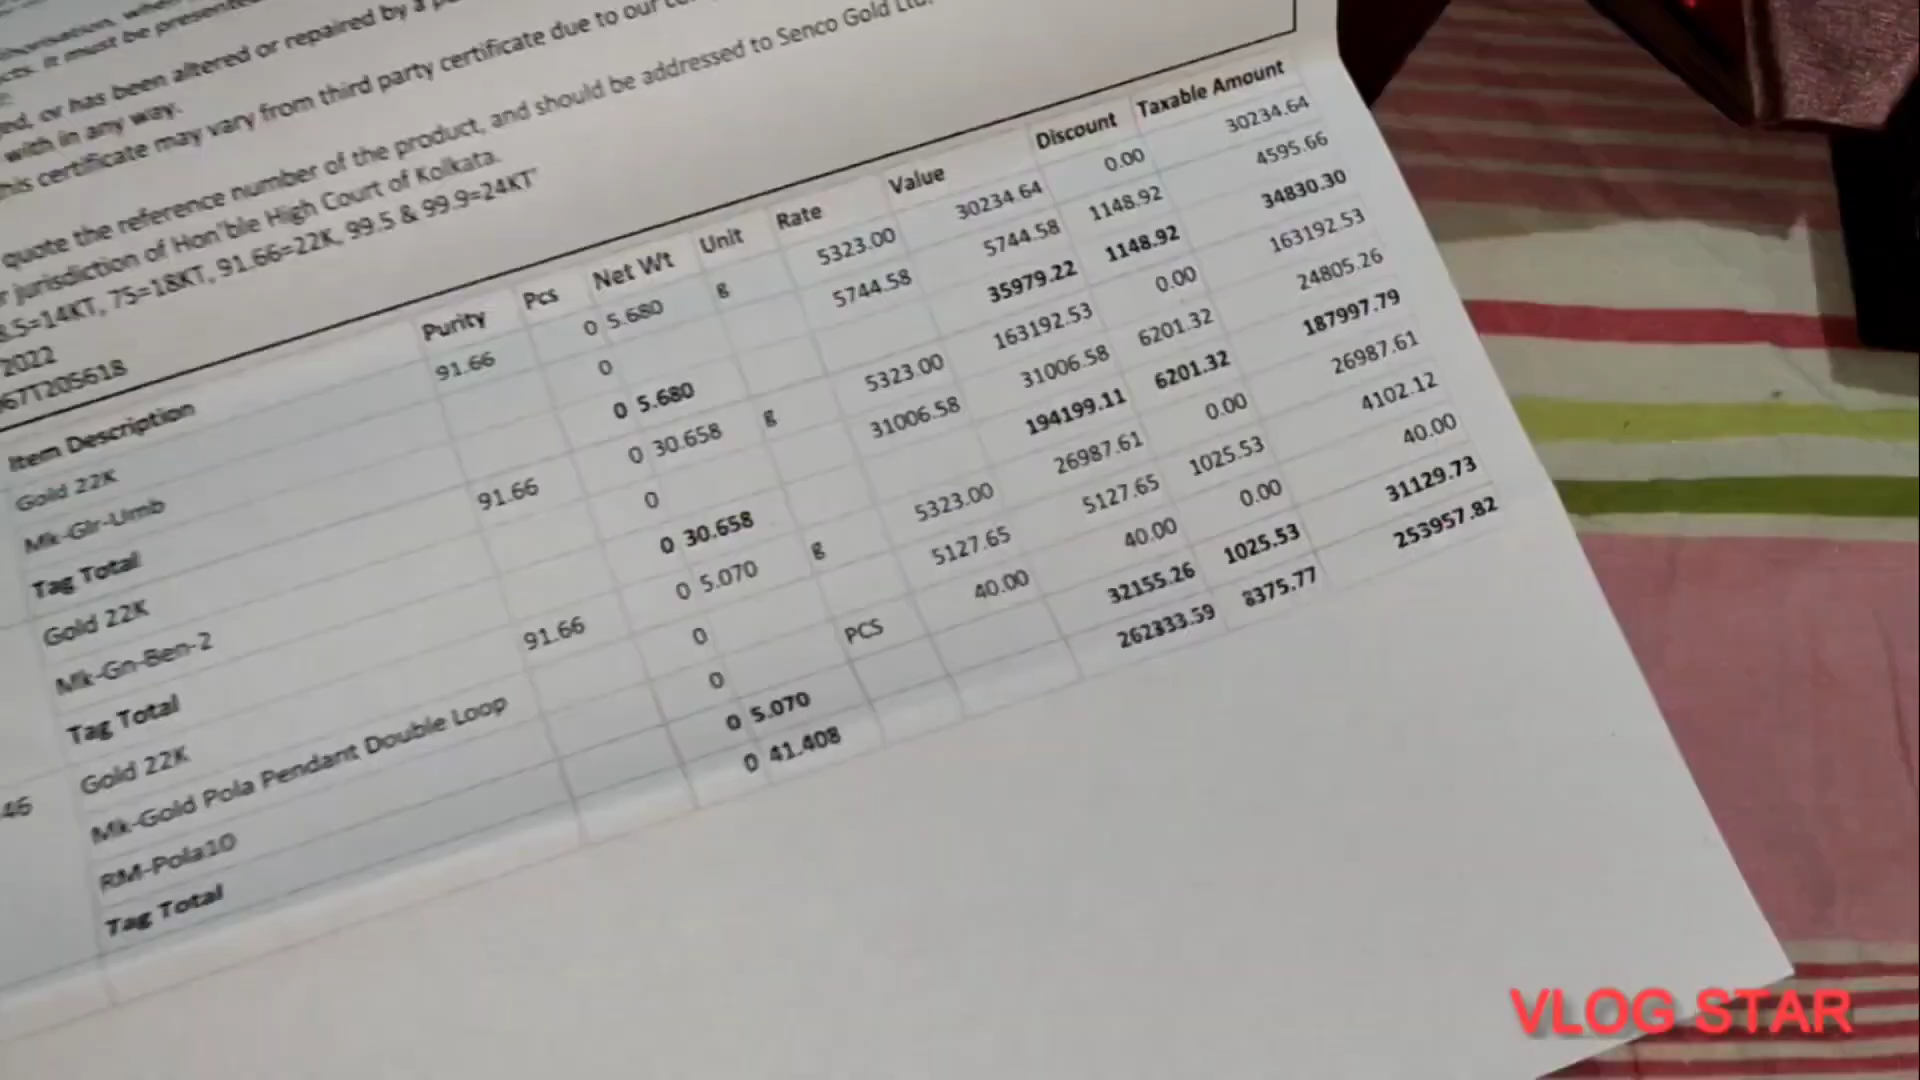 cts. It must be presented
ed, or has been altered or repaired by a
with in any way.
his certificate may vary from third party certificate due to our
quote the reference number of the product, and should be addressed to Senco Gold Ltd.
r jurisdiction of Hon'ble High Court of Kolkata.
8.5=14KT, 75=18KT, 91.66=22K, 99.5 & 99.9=24KT'
2022
67T205618
Item Description Purity Pcs Net Wt Unit Rate Value Discount Taxable Amount
Gold 22K 91.66 0 5.680 g 5323.00 30234.64 0.00 30234.64
Mk-Glr-Umb 0 5744.58 5744.58 1148.92 4595.66
Tag Total 0 5.680 35979.22 1148.92 34830.30
Gold 22K 91.66 0 30.658 g 5323.00 163192.53 0.00 163192.53
Mk-Gn-Ben-2 0 31006.58 31006.58 6201.32 24805.26
Tag Total 0 30.658 194199.11 6201.32 187997.79
46 Gold 22K 91.66 0 5.070 g 5323.00 26987.61 0.00 26987.61
Mk-Gold Pola Pendant Double Loop 0 5127.65 5127.65 1025.53 4102.12
RM-Pola10 0 PCS 40.00 40.00 0.00 40.00
Tag Total 0 5.070 32155.26 1025.53 31129.73
0 41.408 262333.59 8375.77 253957.82
VLOG STAR